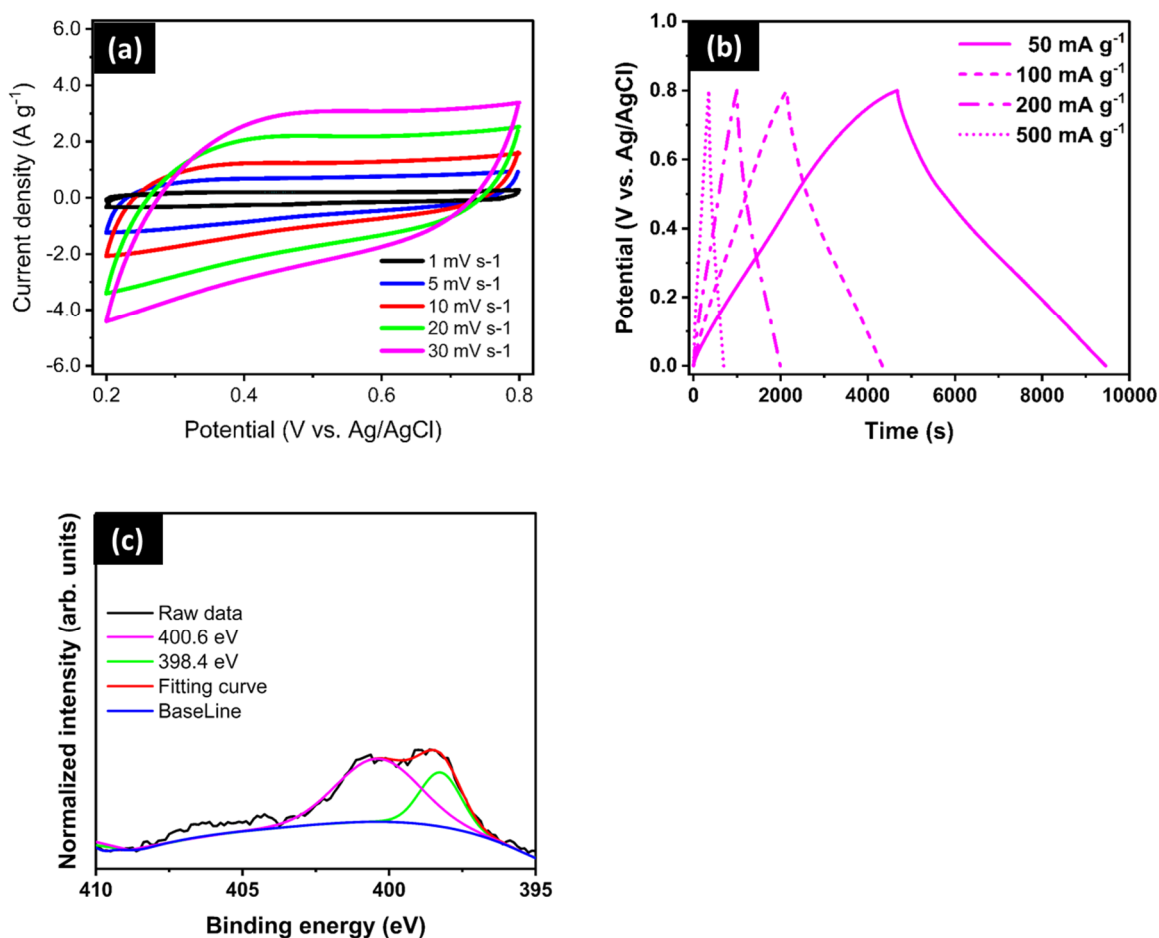 (a)
6.0
4.0
2.0
0.0
-2.0
-4.0
-6.0
Current density (A g⁻¹)
1 mV s-1
5 mV s-1
10 mV s-1
20 mV s-1
30 mV s-1
0.2
0.4
0.6
0.8
Potential (V vs. Ag/AgCl)
(b)
1.0
0.8
0.6
0.4
0.2
0.0
Potential (V vs. Ag/AgCl)
50 mA g⁻¹
100 mA g⁻¹
200 mA g⁻¹
500 mA g⁻¹
0
2000
4000
6000
8000
10000
Time (s)
(c)
Normalized intensity (arb. units)
Raw data
400.6 eV
398.4 eV
Fitting curve
BaseLine
410
405
400
395
Binding energy (eV)